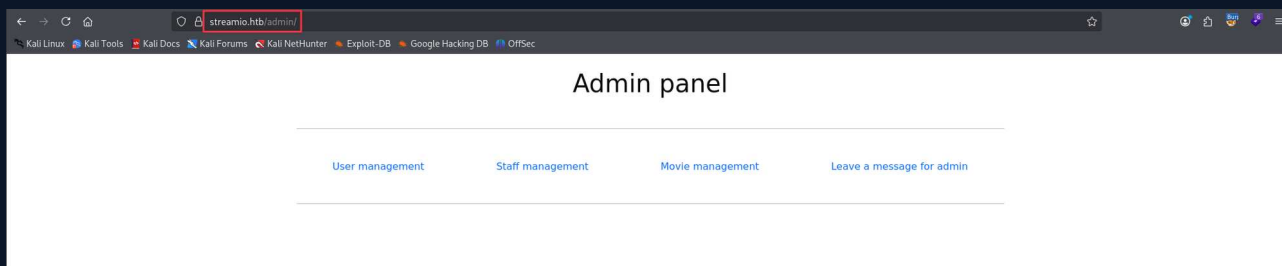 streamio.htb/admin/
Kali Linux Kali Tools Kali Docs Kali Forums Kali NetHunter Exploit-DB Google Hacking DB OffSec
Admin panel
User management Staff management Movie management Leave a message for admin